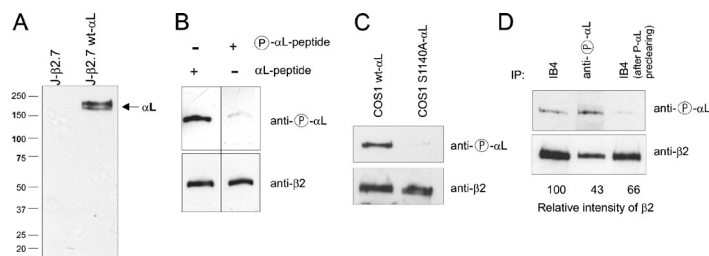 A
J-β2.7
J-β2.7 wt-αL
250
150
100
75
50
37
25
20
αL
B
- + Ⓟ-αL-peptide
+ - αL-peptide
anti-Ⓟ-αL
anti-β2
C
COS1 wt-αL
COS1 S1140A-αL
anti-Ⓟ-αL
anti-β2
D
IP:
IB4
anti-Ⓟ-αL
IB4
(after P-αL
preclearing)
anti-Ⓟ-αL
anti-β2
100 43 66
Relative intensity of β2